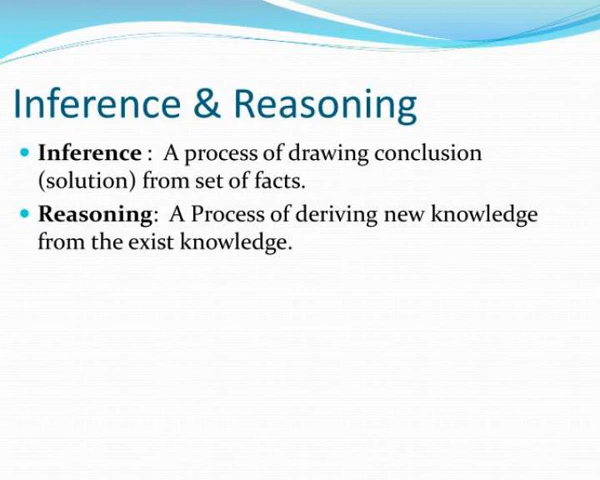 Inference & Reasoning
Inference : A process of drawing conclusion
(solution) from set of facts.
Reasoning: A Process of deriving new knowledge
from the exist knowledge.